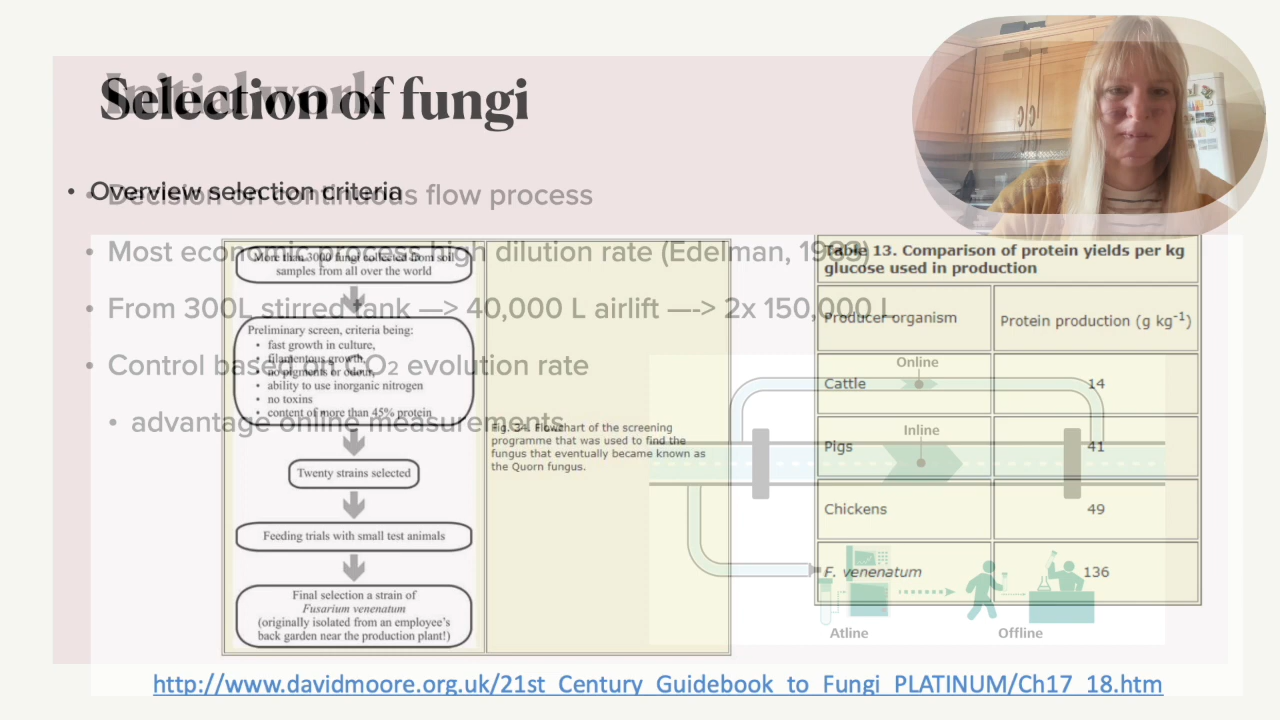 Selection of fungi
Initial work
• Overview selection criteria
• Decision on continuous flow process
• Most economic process high dilution rate (Edelman, 1983)
• From 300L stirred tank —> 40,000 L airlift —-> 2x 150,000 L
• Control based on CO2 evolution rate
• advantage online measurements
More than 3000 fungi collected from soil
samples from all over the world
Preliminary screen, criteria being:
• fast growth in culture,
• filamentous growth,
• no pigments or odour,
• ability to use inorganic nitrogen
• no toxins
• content of more than 45% protein
Twenty strains selected
Feeding trials with small test animals
Final selection a strain of
Fusarium venenatum
(originally isolated from an employee's
back garden near the production plant!)
Fig. 34. Flowchart of the screening
programme that was used to find the
fungus that eventually became known as
the Quorn fungus.
Table 13. Comparison of protein yields per kg
glucose used in production
Producer organism Protein production (g kg-1)
Cattle 14
Pigs 41
Chickens 49
F. venenatum 136
Online
Inline
Atline
Offline
http://www.davidmoore.org.uk/21st_Century_Guidebook_to_Fungi_PLATINUM/Ch17_18.htm